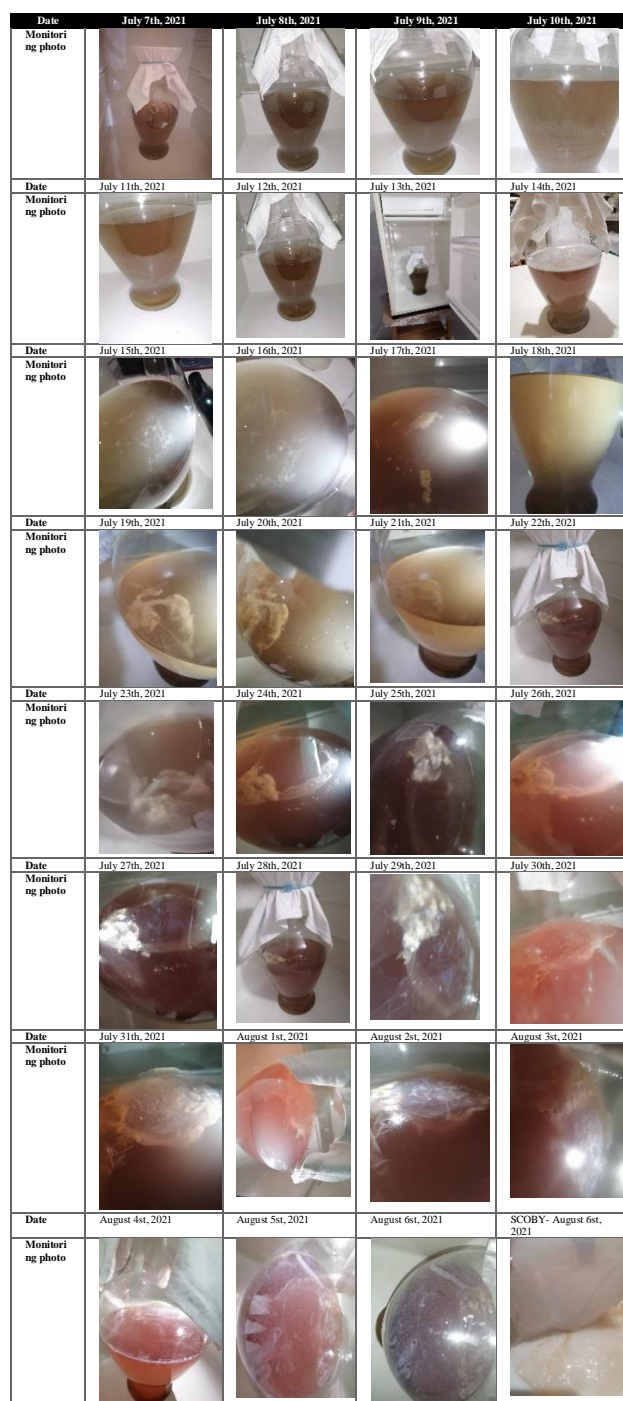 Date July 7th, 2021 July 8th, 2021 July 9th, 2021 July 10th, 2021
Monitori
ng photo
Date July 11th, 2021 July 12th, 2021 July 13th, 2021 July 14th, 2021
Monitori
ng photo
Date July 15th, 2021 July 16th, 2021 July 17th, 2021 July 18th, 2021
Monitori
ng photo
Date July 19th, 2021 July 20th, 2021 July 21th, 2021 July 22th, 2021
Monitori
ng photo
Date July 23th, 2021 July 24th, 2021 July 25th, 2021 July 26th, 2021
Monitori
ng photo
Date July 27th, 2021 July 28th, 2021 July 29th, 2021 July 30th, 2021
Monitori
ng photo
Date July 31th, 2021 August 1st, 2021 August 2st, 2021 August 3st, 2021
Monitori
ng photo
Date August 4st, 2021 August 5st, 2021 August 6st, 2021 SCOBY- August 6st,
2021
Monitori
ng photo